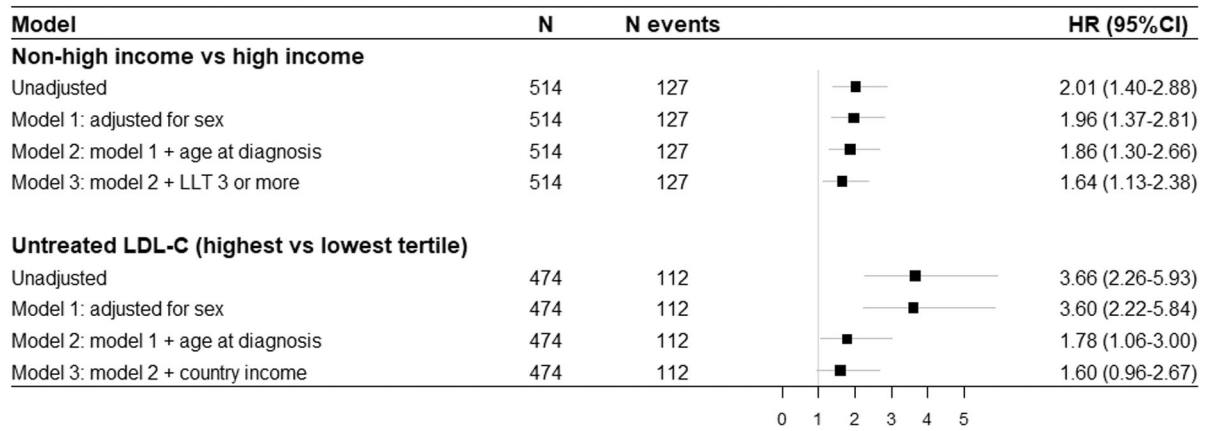 Model N N events HR (95%CI)
Non-high income vs high income
Unadjusted 514 127 2.01 (1.40-2.88)
Model 1: adjusted for sex 514 127 1.96 (1.37-2.81)
Model 2: model 1 + age at diagnosis 514 127 1.86 (1.30-2.66)
Model 3: model 2 + LLT 3 or more 514 127 1.64 (1.13-2.38)
Untreated LDL-C (highest vs lowest tertile)
Unadjusted 474 112 3.66 (2.26-5.93)
Model 1: adjusted for sex 474 112 3.60 (2.22-5.84)
Model 2: model 1 + age at diagnosis 474 112 1.78 (1.06-3.00)
Model 3: model 2 + country income 474 112 1.60 (0.96-2.67)
0 1 2 3 4 5